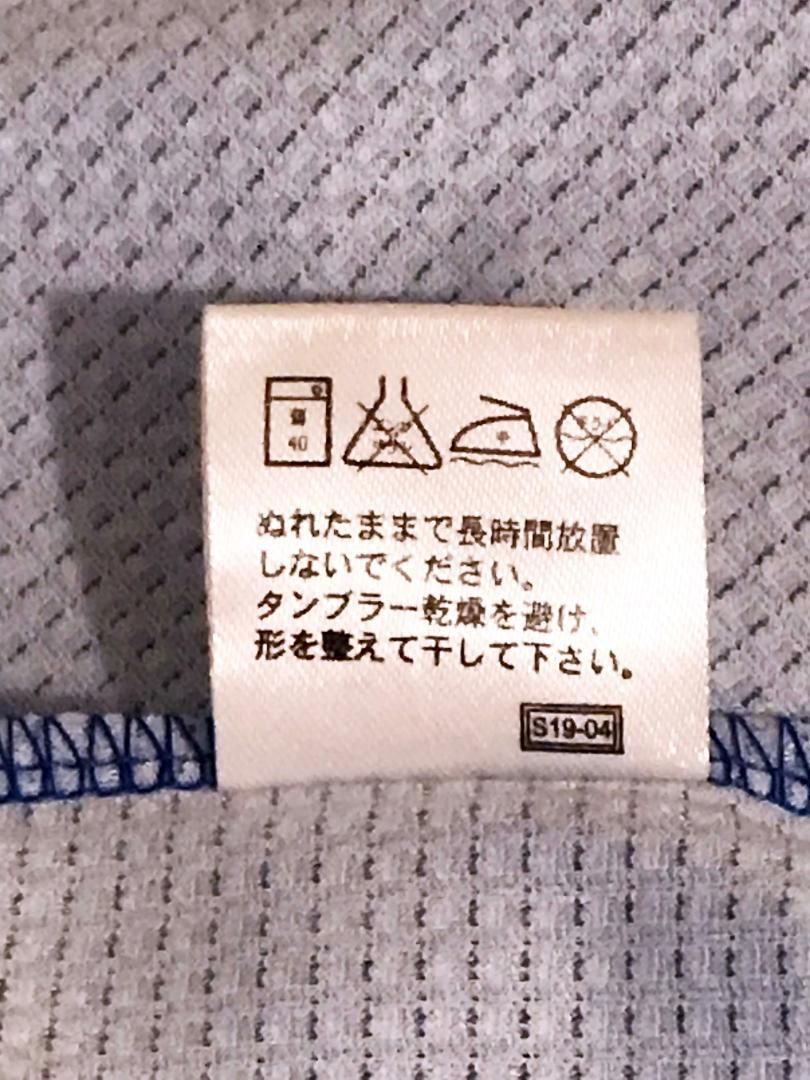 40
中
ぬれたままで長時間放置
しないでください。
タンブラー乾燥を避け、
形を整えて干して下さい。
S19-04